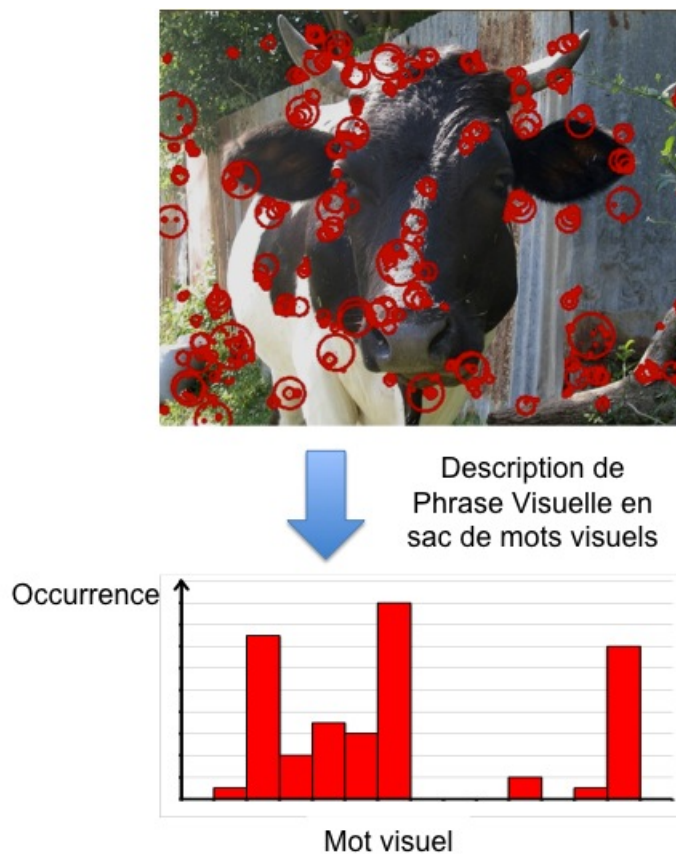 Description de
Phrase Visuelle en
sac de mots visuels
Occurrence
Mot visuel